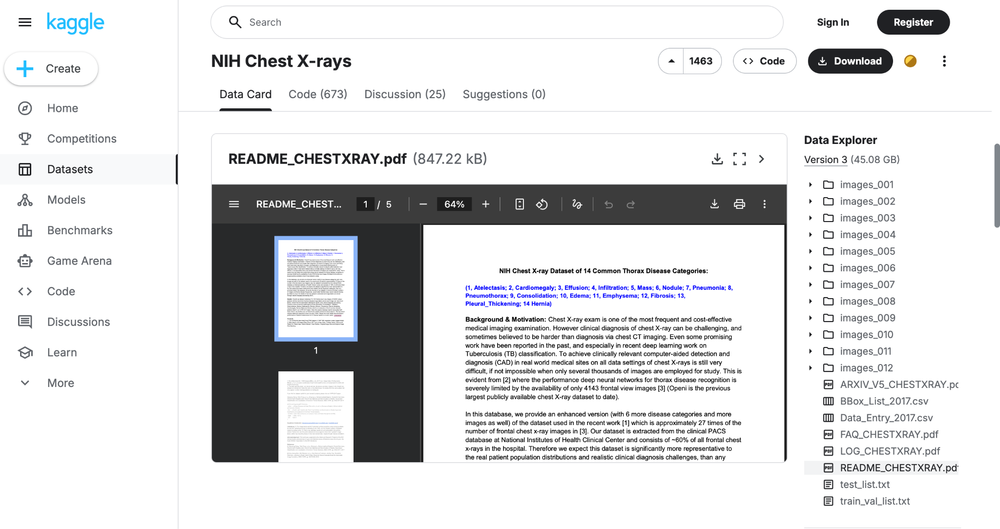 kaggle
Search
Sign In
Register
Create
NIH Chest X-rays
1463
Code
Download
Data Card
Code (673)
Discussion (25)
Suggestions (0)
Home
Competitions
Datasets
Models
Benchmarks
Game Arena
Code
Discussions
Learn
More
README_CHESTXRAY.pdf (847.22 kB)
README_CHEST...
1 / 5
64%
1
NIH Chest X-ray Dataset of 14 Common Thorax Disease Categories:
(1, Atelectasis; 2, Cardiomegaly; 3, Effusion; 4, Infiltration; 5, Mass; 6, Nodule; 7, Pneumonia; 8,
Pneumothorax; 9, Consolidation; 10, Edema; 11, Emphysema; 12, Fibrosis; 13,
Pleural_Thickening; 14 Hernia)
Background & Motivation: Chest X-ray exam is one of the most frequent and cost-effective
medical imaging examination. However clinical diagnosis of chest X-ray can be challenging, and
sometimes believed to be harder than diagnosis via chest CT imaging. Even some promising
work have been reported in the past, and especially in recent deep learning work on
Tuberculosis (TB) classification. To achieve clinically relevant computer-aided detection and
diagnosis (CAD) in real world medical sites on all data settings of chest X-rays is still very
difficult, if not impossible when only several thousands of images are employed for study. This is
evident from [2] where the performance deep neural networks for thorax disease recognition is
severely limited by the availability of only 4143 frontal view images [3] (Openi is the previous
largest publicly available chest X-ray dataset to date).
In this database, we provide an enhanced version (with 6 more disease categories and more
images as well) of the dataset used in the recent work [1] which is approximately 27 times of the
number of frontal chest x-ray images in [3]. Our dataset is extracted from the clinical PACS
database at National Institutes of Health Clinical Center and consists of ~60% of all frontal chest
x-rays in the hospital. Therefore we expect this dataset is significantly more representative to
the real patient population distributions and realistic clinical diagnosis challenges, than any
Data Explorer
Version 3 (45.08 GB)
images_001
images_002
images_003
images_004
images_005
images_006
images_007
images_008
images_009
images_010
images_011
images_012
ARXIV_V5_CHESTXRAY.pd
BBox_List_2017.csv
Data_Entry_2017.csv
FAQ_CHESTXRAY.pdf
LOG_CHESTXRAY.pdf
README_CHESTXRAY.pdf
test_list.txt
train_val_list.txt